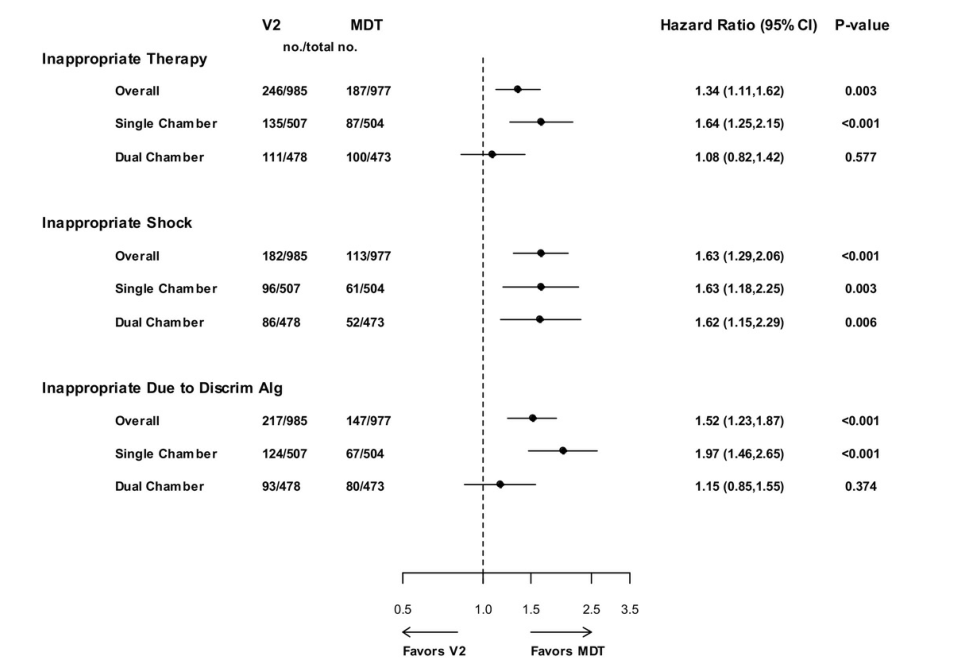 V2 MDT Hazard Ratio (95% CI) P-value
no./total no.
Inappropriate Therapy
Overall 246/985 187/977 1.34 (1.11,1.62) 0.003
Single Chamber 135/507 87/504 1.64 (1.25,2.15) <0.001
Dual Chamber 111/478 100/473 1.08 (0.82,1.42) 0.577
Inappropriate Shock
Overall 182/985 113/977 1.63 (1.29,2.06) <0.001
Single Chamber 96/507 61/504 1.63 (1.18,2.25) 0.003
Dual Chamber 86/478 52/473 1.62 (1.15,2.29) 0.006
Inappropriate Due to Discrim Alg
Overall 217/985 147/977 1.52 (1.23,1.87) <0.001
Single Chamber 124/507 67/504 1.97 (1.46,2.65) <0.001
Dual Chamber 93/478 80/473 1.15 (0.85,1.55) 0.374
0.5 1.0 1.5 2.5 3.5
Favors V2 Favors MDT